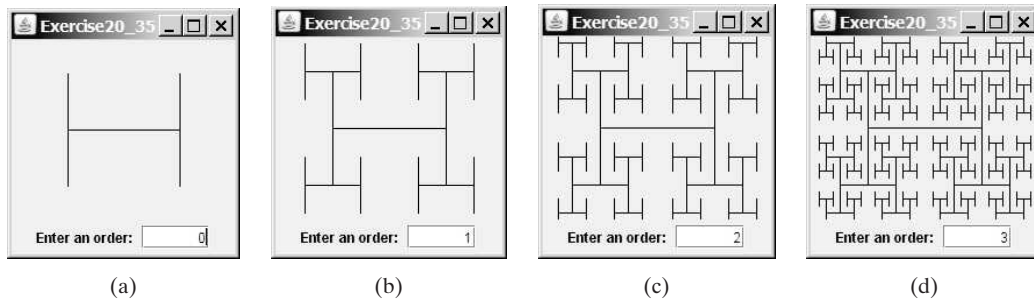 Exercise20_35 Exercise20_35 Exercise20_35 Exercise20_35
Enter an order: 0 Enter an order: 1 Enter an order: 2 Enter an order: 3
(a) (b) (c) (d)